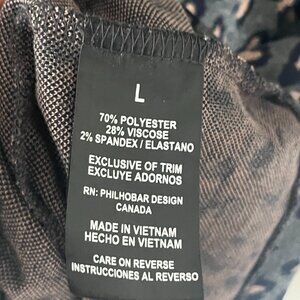 L
70% POLYESTER
28% VISCOSE
2% SPANDEX / ELASTANO
EXCLUSIVE OF TRIM
EXCLUYE ADORNOS
RN: PHILHOBAR DESIGN
CANADA
MADE IN VIETNAM
HECHO EN VIETNAM
CARE ON REVERSE
INSTRUCCIONES AL REVERSO